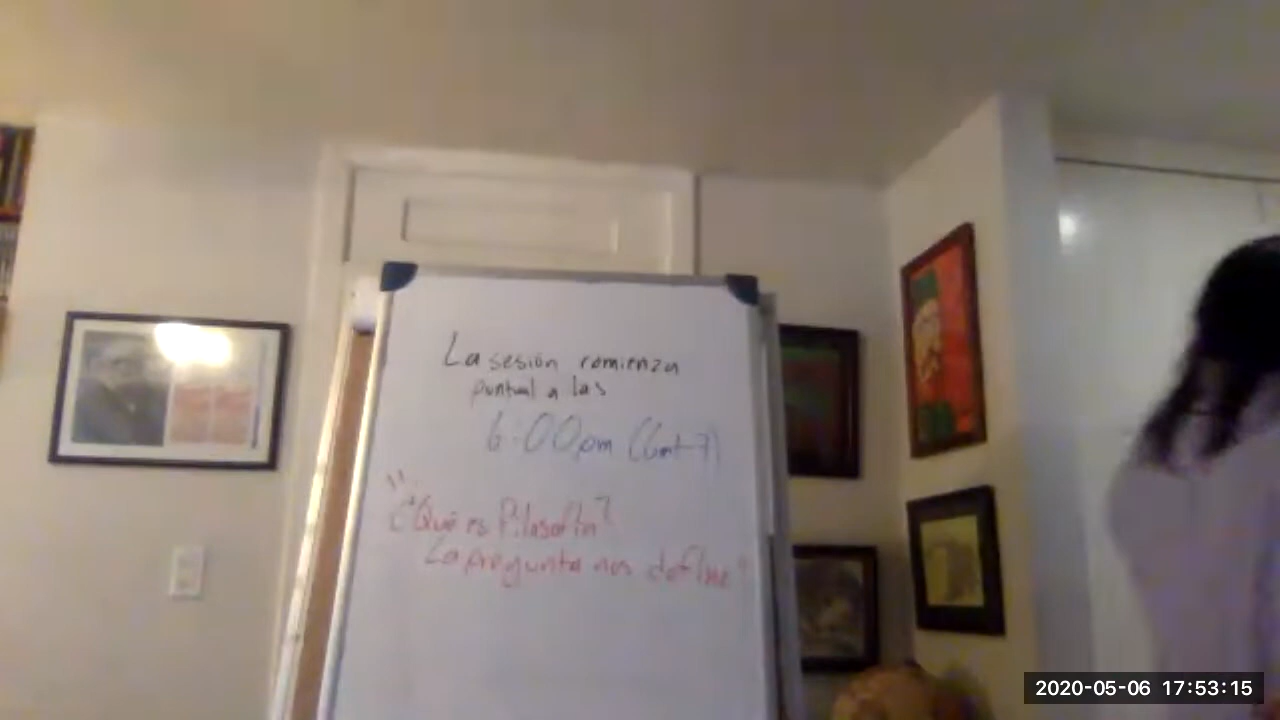 La sesión comienza
puntual a las
6:00pm (Gmt-7)
"¿Qué es Filosofía?
La pregunta nos define"
2020-05-06 17:53:15